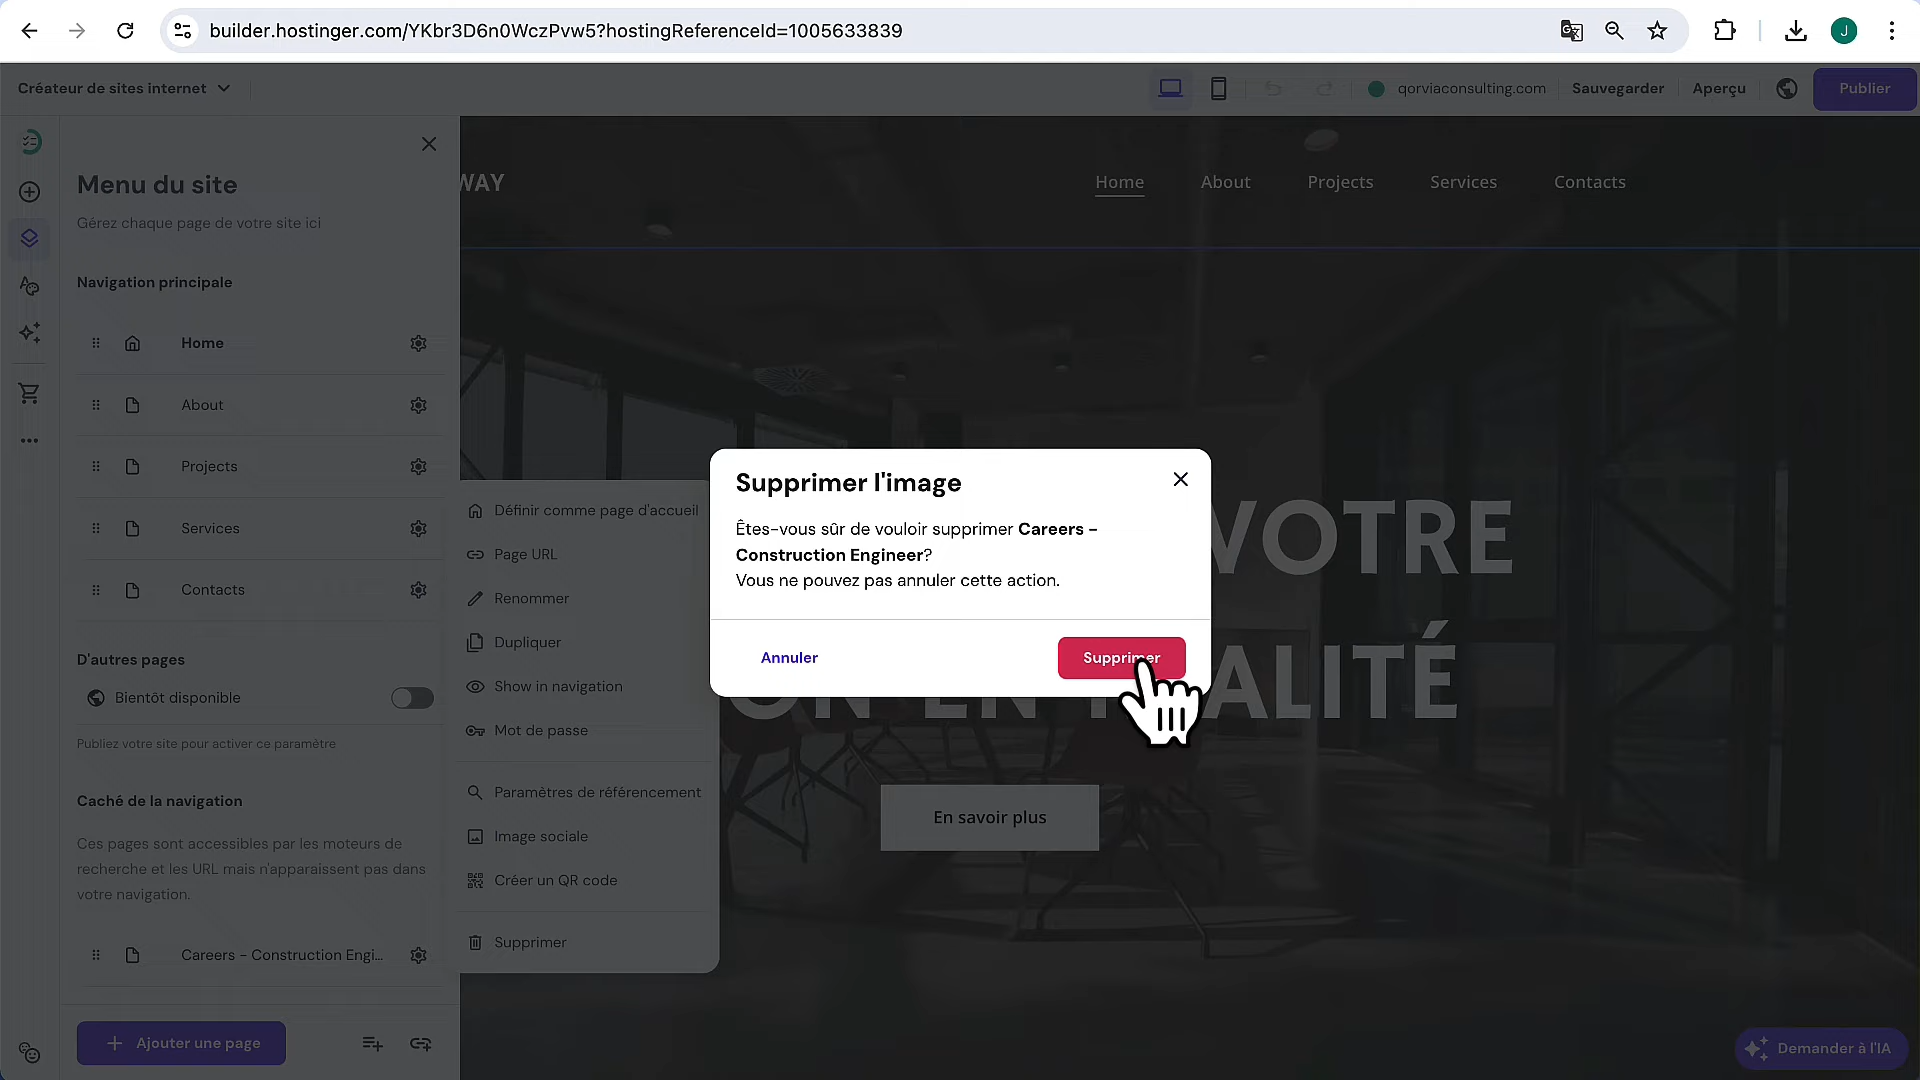 builder.hostinger.com/YKbr3D6n0WczPvw5?hostingReferenceId=1005633839
J
Créateur de sites internet
qorviaconsulting.com
Sauvegarder
Aperçu
Publier
Menu du site
Gérez chaque page de votre site ici
Navigation principale
Home
About
Projects
Services
Contacts
D'autres pages
Bientôt disponible
Publiez votre site pour activer ce paramètre
Caché de la navigation
Ces pages sont accessibles par les moteurs de
recherche et les URL mais n'apparaissent pas dans
votre navigation.
Careers - Construction Engi...
Ajouter une page
Définir comme page d'accueil
Page URL
Renommer
Dupliquer
Show in navigation
Mot de passe
Paramètres de référencement
Image sociale
Créer un QR code
Supprimer
WAY
Home
About
Projects
Services
Contacts
VOTRE
ALITÉ
En savoir plus
Supprimer l'image
Êtes-vous sûr de vouloir supprimer Careers -
Construction Engineer?
Vous ne pouvez pas annuler cette action.
Annuler
Supprimer
Demander à l'IA